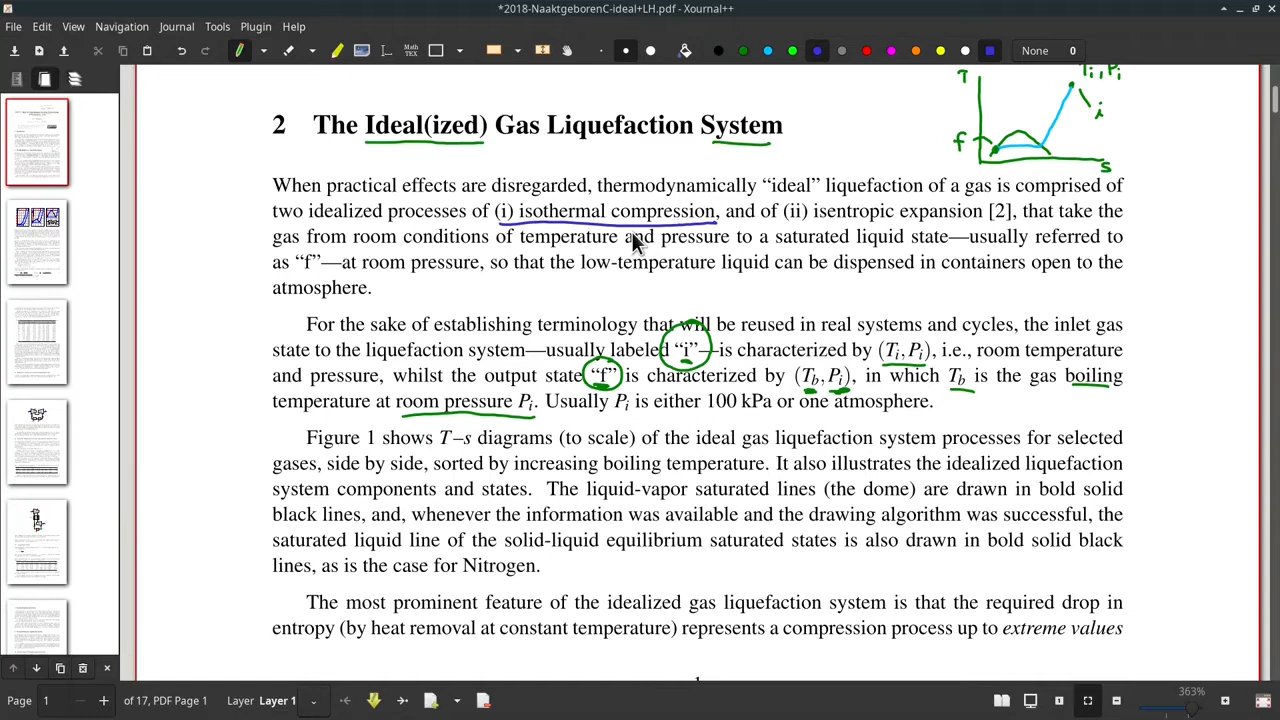 *2018-NaaktgeborenC-ideal+LH.pdf - Journal++
File Edit View Navigation Journal Tools Plugin Help
Math
TEX
None 0
T
Ti, Pi
i
f
s
2 The Ideal(ized) Gas Liquefaction System
When practical effects are disregarded, thermodynamically “ideal” liquefaction of a gas is comprised of
two idealized processes of (i) isothermal compression, and of (ii) isentropic expansion [2], that take the
gas from room conditions of temperature and pressure to a saturated liquid state—usually referred to
as “f”—at room pressure, so that the low-temperature liquid can be dispensed in containers open to the
atmosphere.
For the sake of establishing terminology that will be reused in real systems and cycles, the inlet gas
state to the liquefaction system—usually labeled “i”—is characterized by (Ti, Pi), i.e., room temperature
and pressure, whilst the output state “f” is characterized by (Tb, Pi), in which Tb is the gas boiling
temperature at room pressure Pi. Usually Pi is either 100 kPa or one atmosphere.
Figure 1 shows T–s diagrams (to scale) of the ideal gas liquefaction system processes for selected
gases, side by side, sorted by increasing boiling temperature. It also illustrates the idealized liquefaction
system components and states. The liquid-vapor saturated lines (the dome) are drawn in bold solid
black lines, and, whenever the information was available and the drawing algorithm was successful, the
saturated liquid line of the solid-liquid equilibrium saturated states is also drawn in bold solid black
lines, as is the case for Nitrogen.
The most prominent feature of the idealized gas liquefaction system is that the required drop in
entropy (by heat removal at constant temperature) represents a compression process up to extreme values
Page 1 of 17, PDF Page 1 Layer Layer 1
363%